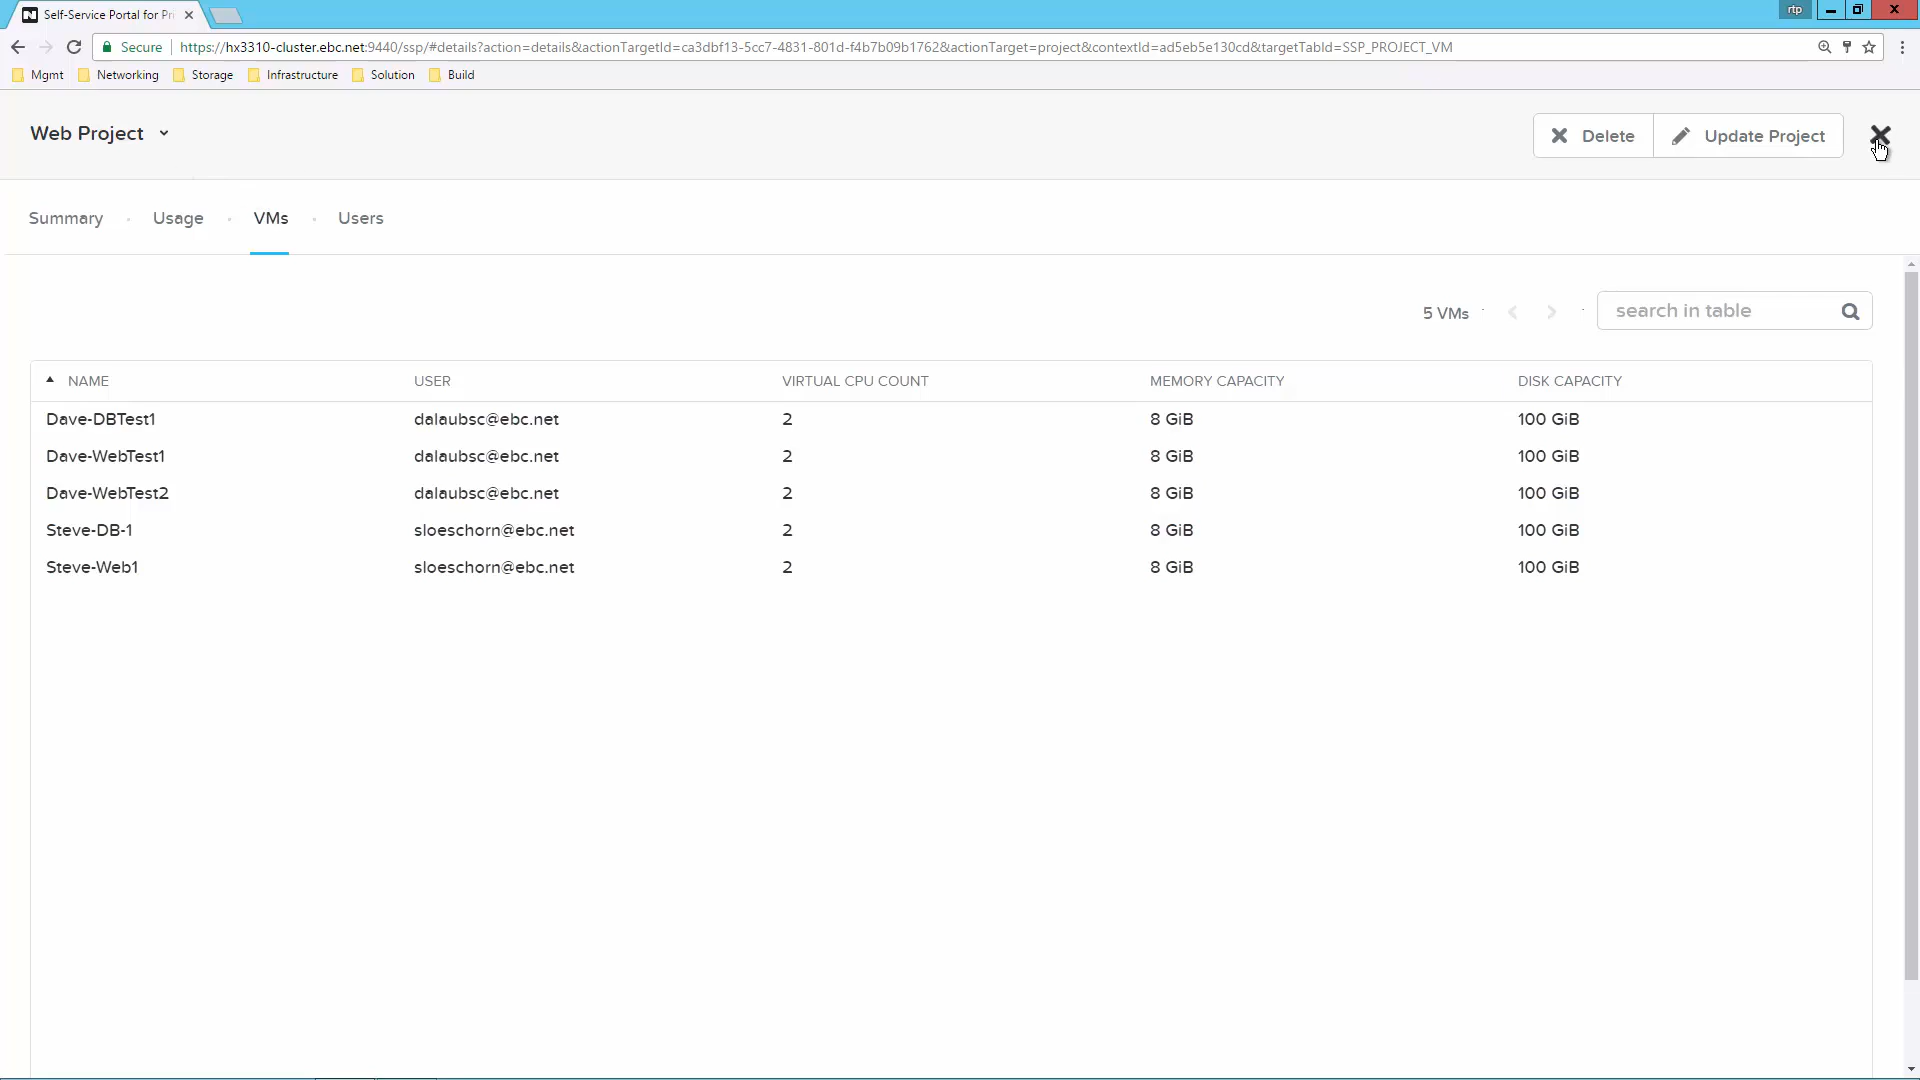 Self-Service Portal for Pr
rtp
Secure https://hx3310-cluster.ebc.net:9440/ssp/#details?action=details&actionTargetId=ca3dbf13-5cc7-4831-801d-f4b7b09b1762&actionTarget=project&contextId=ad5eb5e130cd&targetTabId=SSP_PROJECT_VM
Mgmt Networking Storage Infrastructure Solution Build
Web Project Delete Update Project
Summary · Usage · VMs · Users
5 VMs search in table
NAME USER VIRTUAL CPU COUNT MEMORY CAPACITY DISK CAPACITY
Dave-DBTest1 dalaubsc@ebc.net 2 8 GiB 100 GiB
Dave-WebTest1 dalaubsc@ebc.net 2 8 GiB 100 GiB
Dave-WebTest2 dalaubsc@ebc.net 2 8 GiB 100 GiB
Steve-DB-1 sloeschorn@ebc.net 2 8 GiB 100 GiB
Steve-Web1 sloeschorn@ebc.net 2 8 GiB 100 GiB